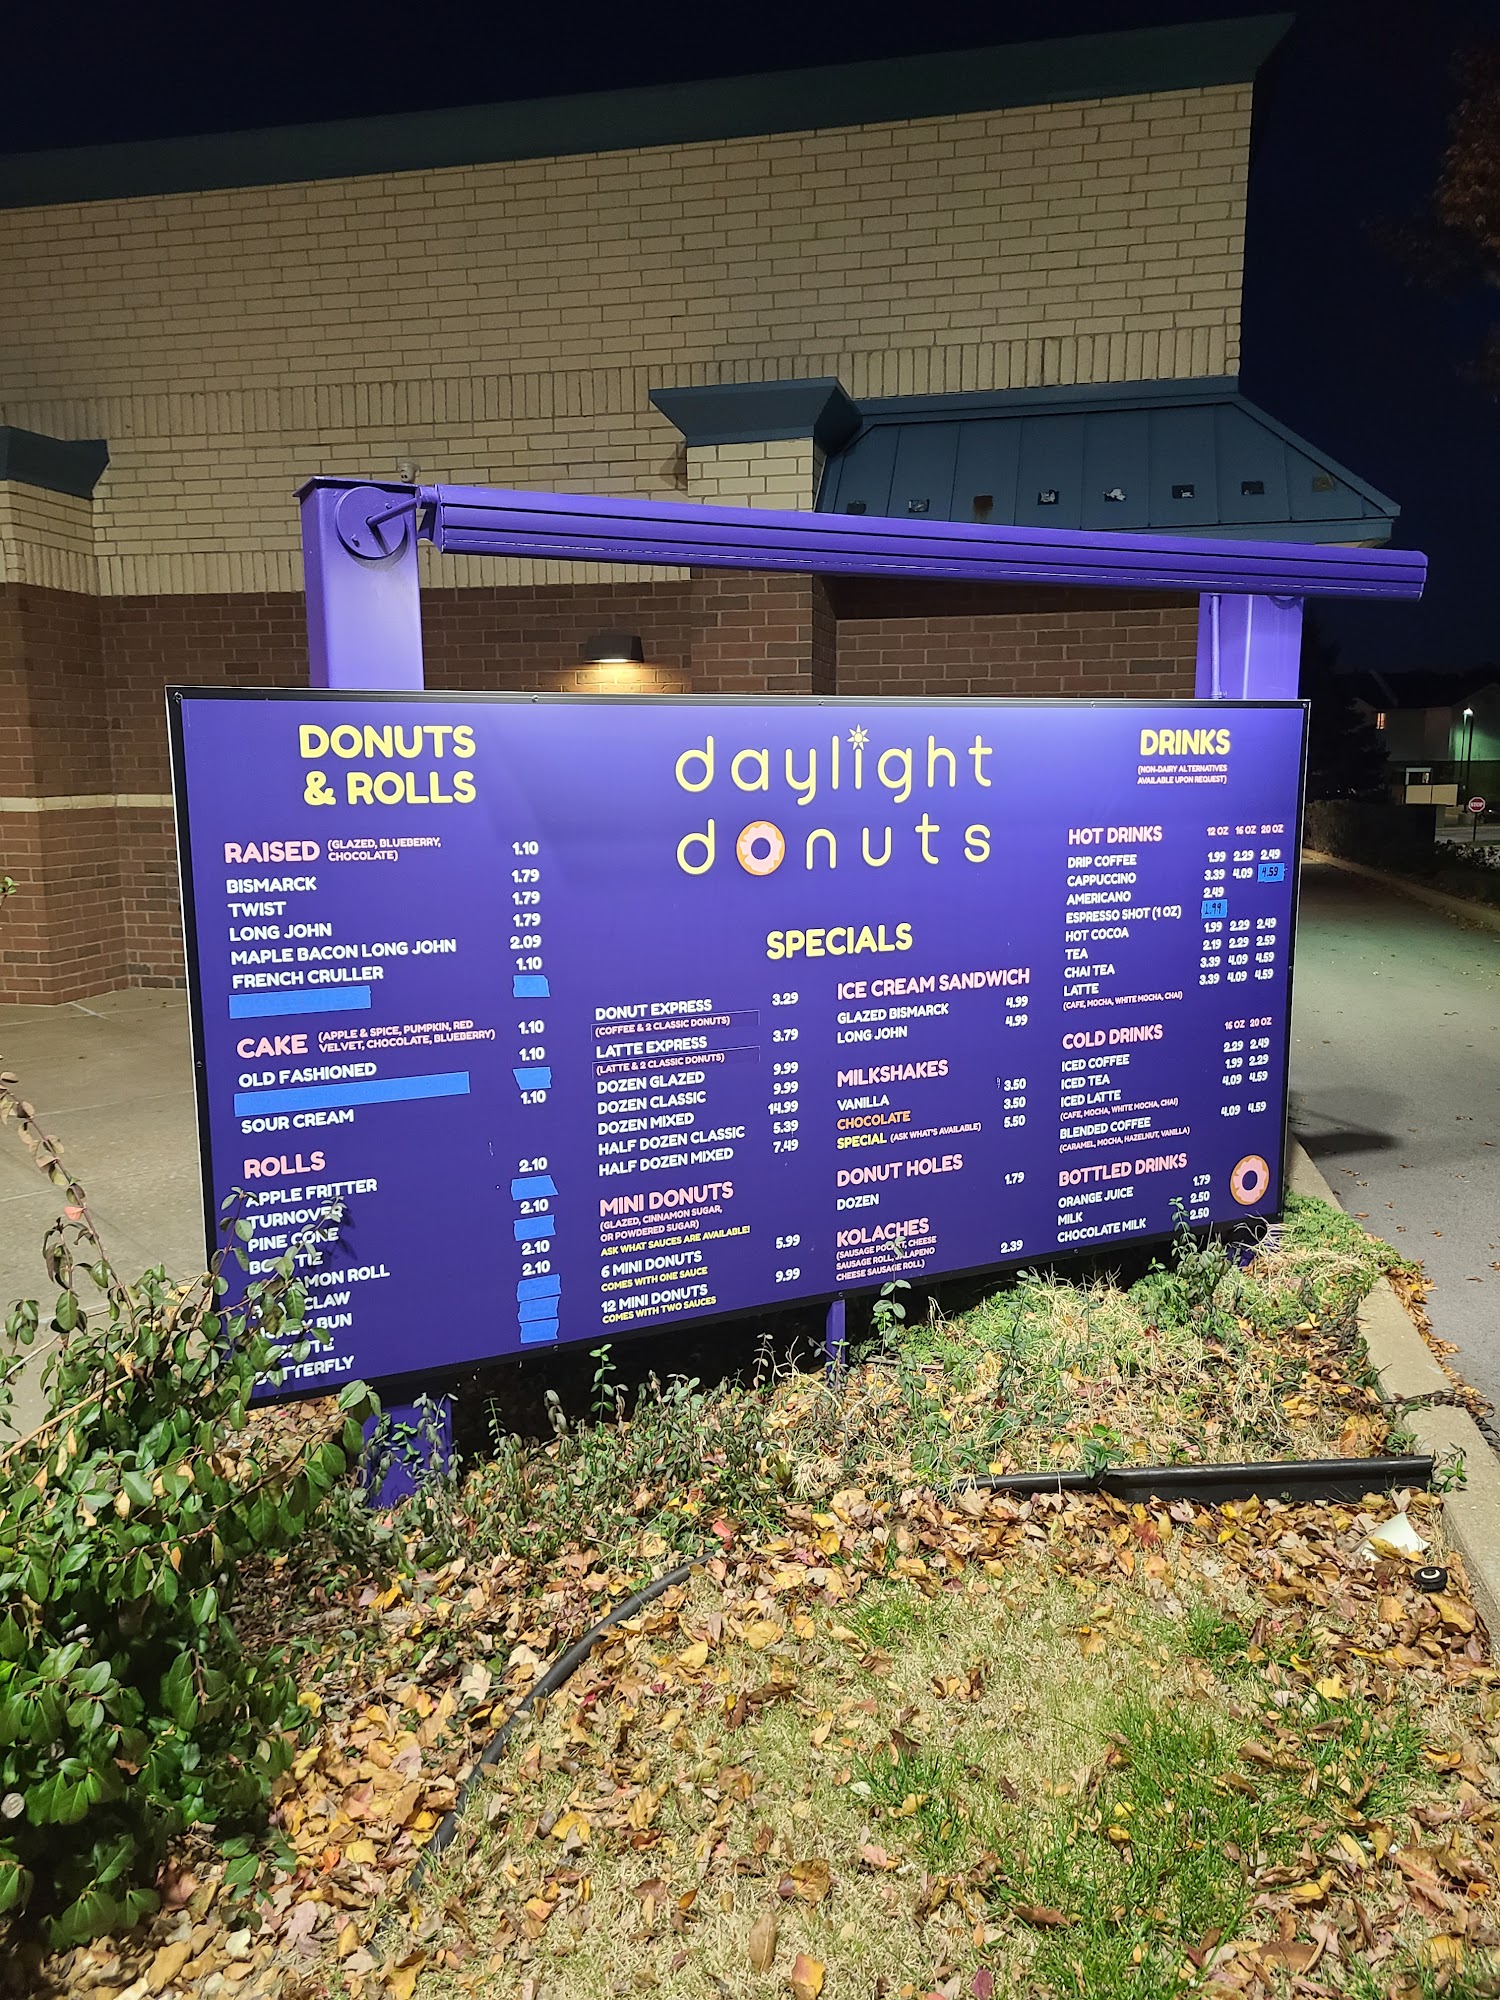 DONUTS
& ROLLS
RAISED (GLAZED, BLUEBERRY,
CHOCOLATE) 1.10
BISMARCK 1.79
TWIST 1.79
LONG JOHN 1.79
MAPLE BACON LONG JOHN 2.09
FRENCH CRULLER 1.10
CAKE (APPLE & SPICE, PUMPKIN, RED
VELVET, CHOCOLATE, BLUEBERRY) 1.10
OLD FASHIONED 1.10
SOUR CREAM 1.10
ROLLS
APPLE FRITTER 2.10
TURNOVER
PINE CONE 2.10
ROLL 2.10
CLAW 2.10
BUN
daylight
donuts
SPECIALS
DONUT EXPRESS 3.29
(COFFEE & 2 CLASSIC DONUTS)
LATTE EXPRESS 3.79
(LATTE & 2 CLASSIC DONUTS)
DOZEN GLAZED 9.99
DOZEN CLASSIC 9.99
DOZEN MIXED 14.99
HALF DOZEN CLASSIC 5.39
HALF DOZEN MIXED 7.49
MINI DONUTS
(GLAZED, CINNAMON SUGAR,
OR POWDERED SUGAR)
ASK WHAT SAUCES ARE AVAILABLE!
6 MINI DONUTS 5.99
COMES WITH ONE SAUCE
12 MINI DONUTS 9.99
COMES WITH TWO SAUCES
ICE CREAM SANDWICH
GLAZED BISMARCK 4.99
LONG JOHN 4.99
MILKSHAKES
VANILLA 3.50
CHOCOLATE 3.50
SPECIAL (ASK WHAT'S AVAILABLE) 5.50
DONUT HOLES
DOZEN 1.79
KOLACHES
(SAUSAGE POCKET, CHEESE
SAUSAGE ROLL, JALAPENO
CHEESE SAUSAGE ROLL) 2.39
DRINKS
(NON-DAIRY ALTERNATIVES
AVAILABLE UPON REQUEST)
HOT DRINKS 12 OZ 16 OZ 20 OZ
DRIP COFFEE 1.99 2.29 2.49
CAPPUCCINO 3.39 4.09 4.59
AMERICANO 2.49
ESPRESSO SHOT (1 OZ) 1.99
HOT COCOA 1.99 2.29 2.49
TEA 2.19 2.29 2.59
CHAI TEA 3.39 4.09 4.59
LATTE 3.39 4.09 4.59
(CAFE, MOCHA, WHITE MOCHA, CHAI)
COLD DRINKS 16 OZ 20 OZ
ICED COFFEE 2.29 2.49
ICED TEA 1.99 2.29
ICED LATTE 4.09 4.59
(CAFE, MOCHA, WHITE MOCHA, CHAI)
BLENDED COFFEE 4.09 4.59
(CARAMEL, MOCHA, HAZELNUT, VANILLA)
BOTTLED DRINKS
ORANGE JUICE 1.79
MILK 2.50
CHOCOLATE MILK 2.50
STOP